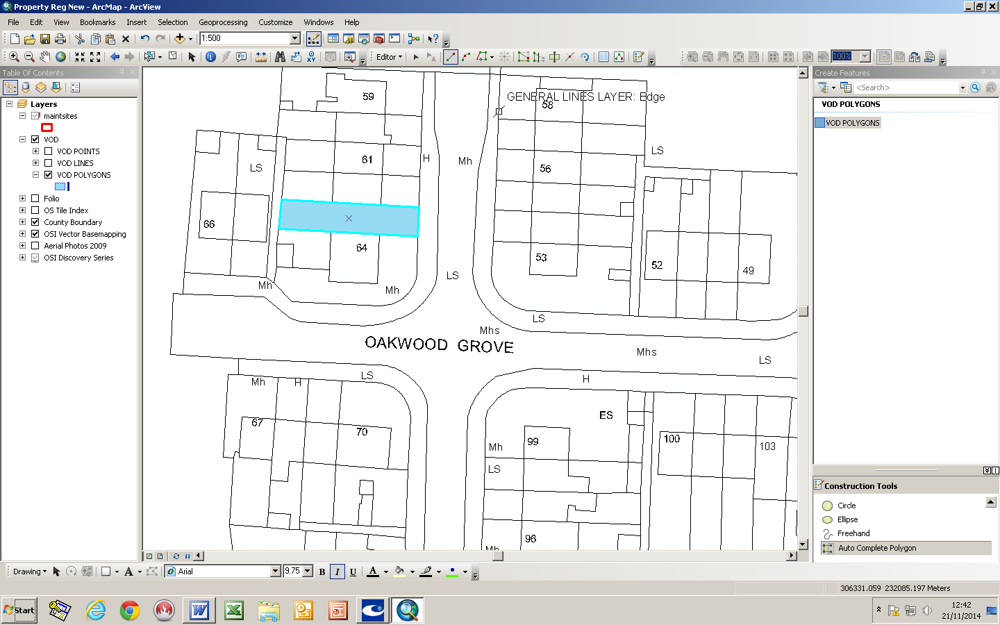 Property Reg New - ArcMap - ArcView
File Edit View Bookmarks Insert Selection Geoprocessing Customize Windows Help
1:500
Editor
100%
Table Of Contents
Layers
maintsites
VOD
VOD POINTS
VOD LINES
VOD POLYGONS
Folio
OS Tile Index
County Boundary
OSI Vector Basemapping
Aerial Photos 2009
OSI Discovery Series
59
GENERAL LINES LAYER: Edge
58
LS
61
H
Mh
LS
56
66
64
53
52
49
LS
Mh
Mh
LS
Mhs
OAKWOOD GROVE
Mhs
LS
LS
Mh
H
H
ES
67
70
99
100
103
Mh
LS
96
Mh
Create Features
<Search>
VOD POLYGONS
VOD POLYGONS
Construction Tools
Circle
Ellipse
Freehand
Auto Complete Polygon
Drawing
A
Arial
9.75
B I U A
306331.059 232085.197 Meters
Start
12:42
21/11/2014